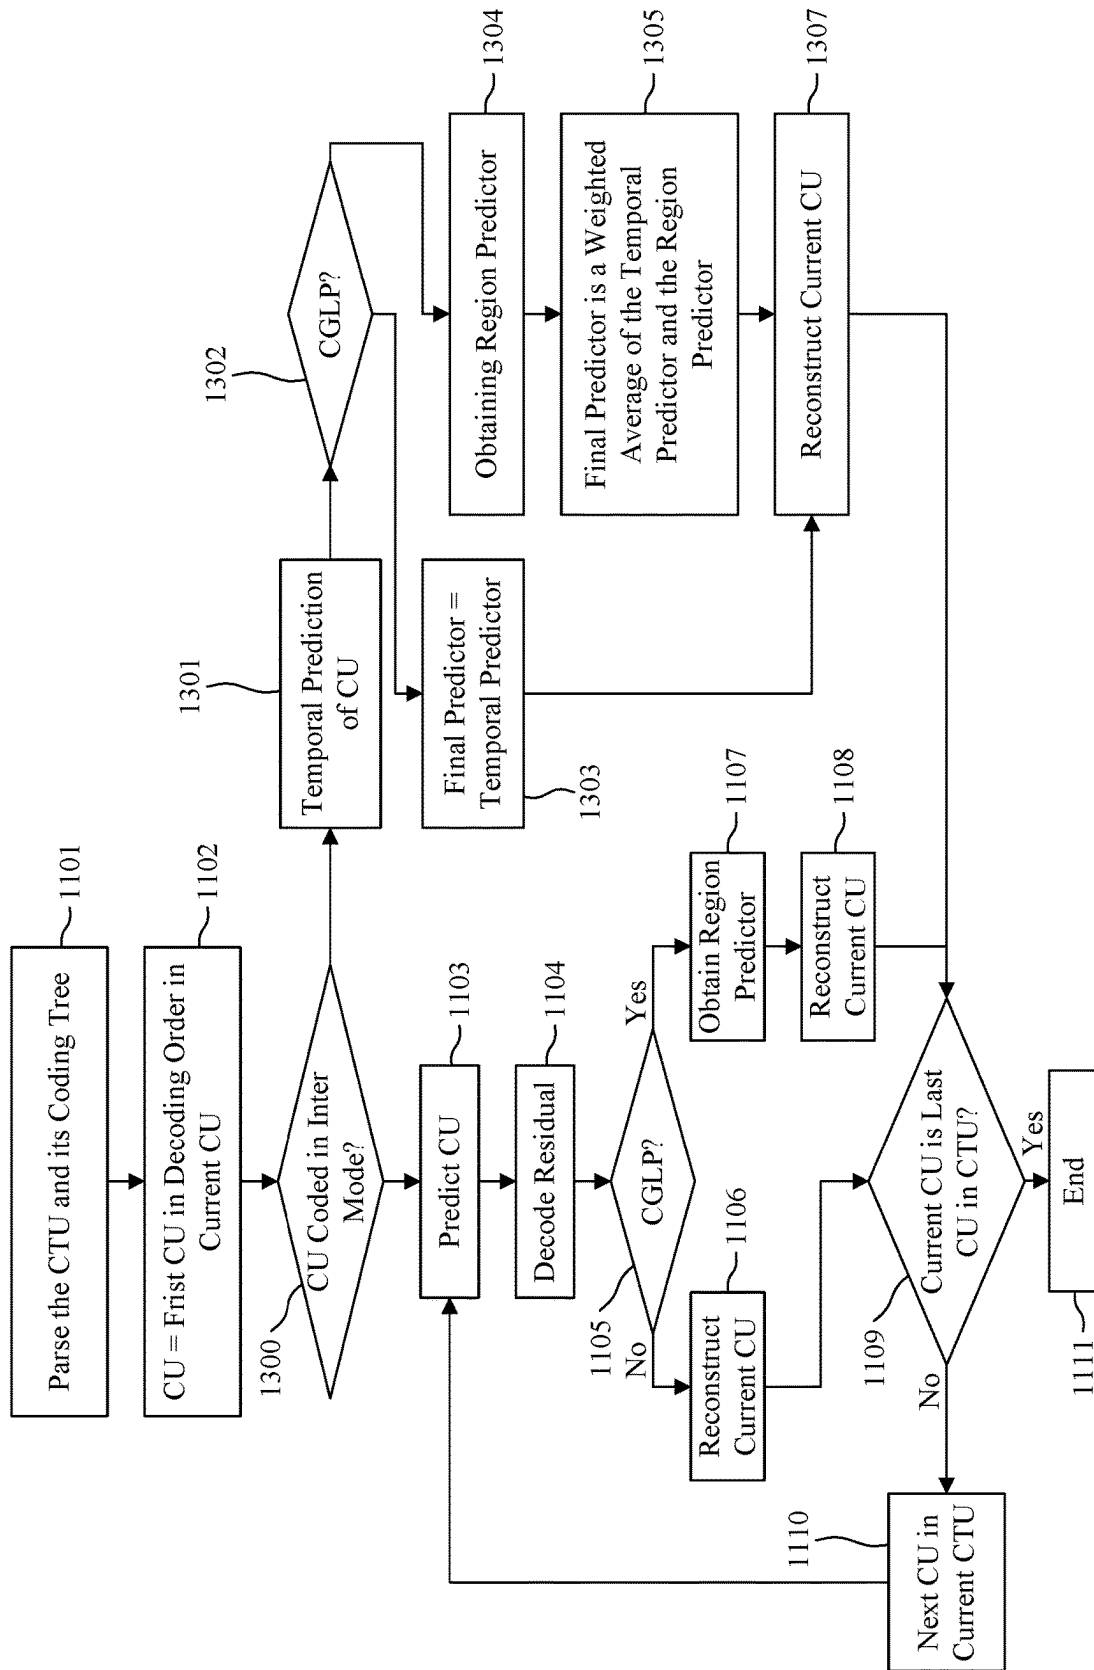 Parse the CTU and its Coding Tree
1101
CU = Frist CU in Decoding Order in
Current CU
1102
CU Coded in Inter
Mode?
1300
Temporal Prediction
of CU
1301
CGLP?
1302
Final Predictor =
Temporal Predictor
1303
Obtaining Region Predictor
1304
Final Predictor is a Weighted
Average of the Temporal
Predictor and the Region
Predictor
1305
Reconstruct Current CU
1307
Predict CU
1103
Decode Residual
1104
CGLP?
1105
No
Yes
Reconstruct
Current CU
1106
Obtain Region
Predictor
1107
Reconstruct
Current CU
1108
Current CU is Last
CU in CTU?
1109
No
Yes
Next CU in
Current CTU
1110
End
1111